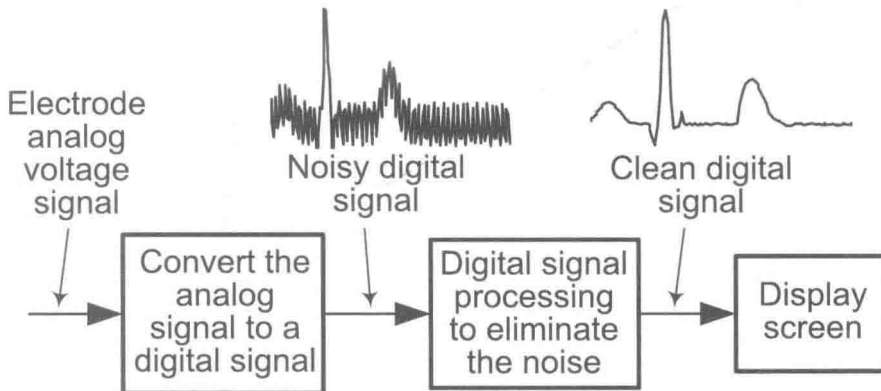 Electrode
analog
voltage
signal
Noisy digital
signal
Clean digital
signal
Convert the
analog
signal to a
digital signal
Digital signal
processing
to eliminate
the noise
Display
screen